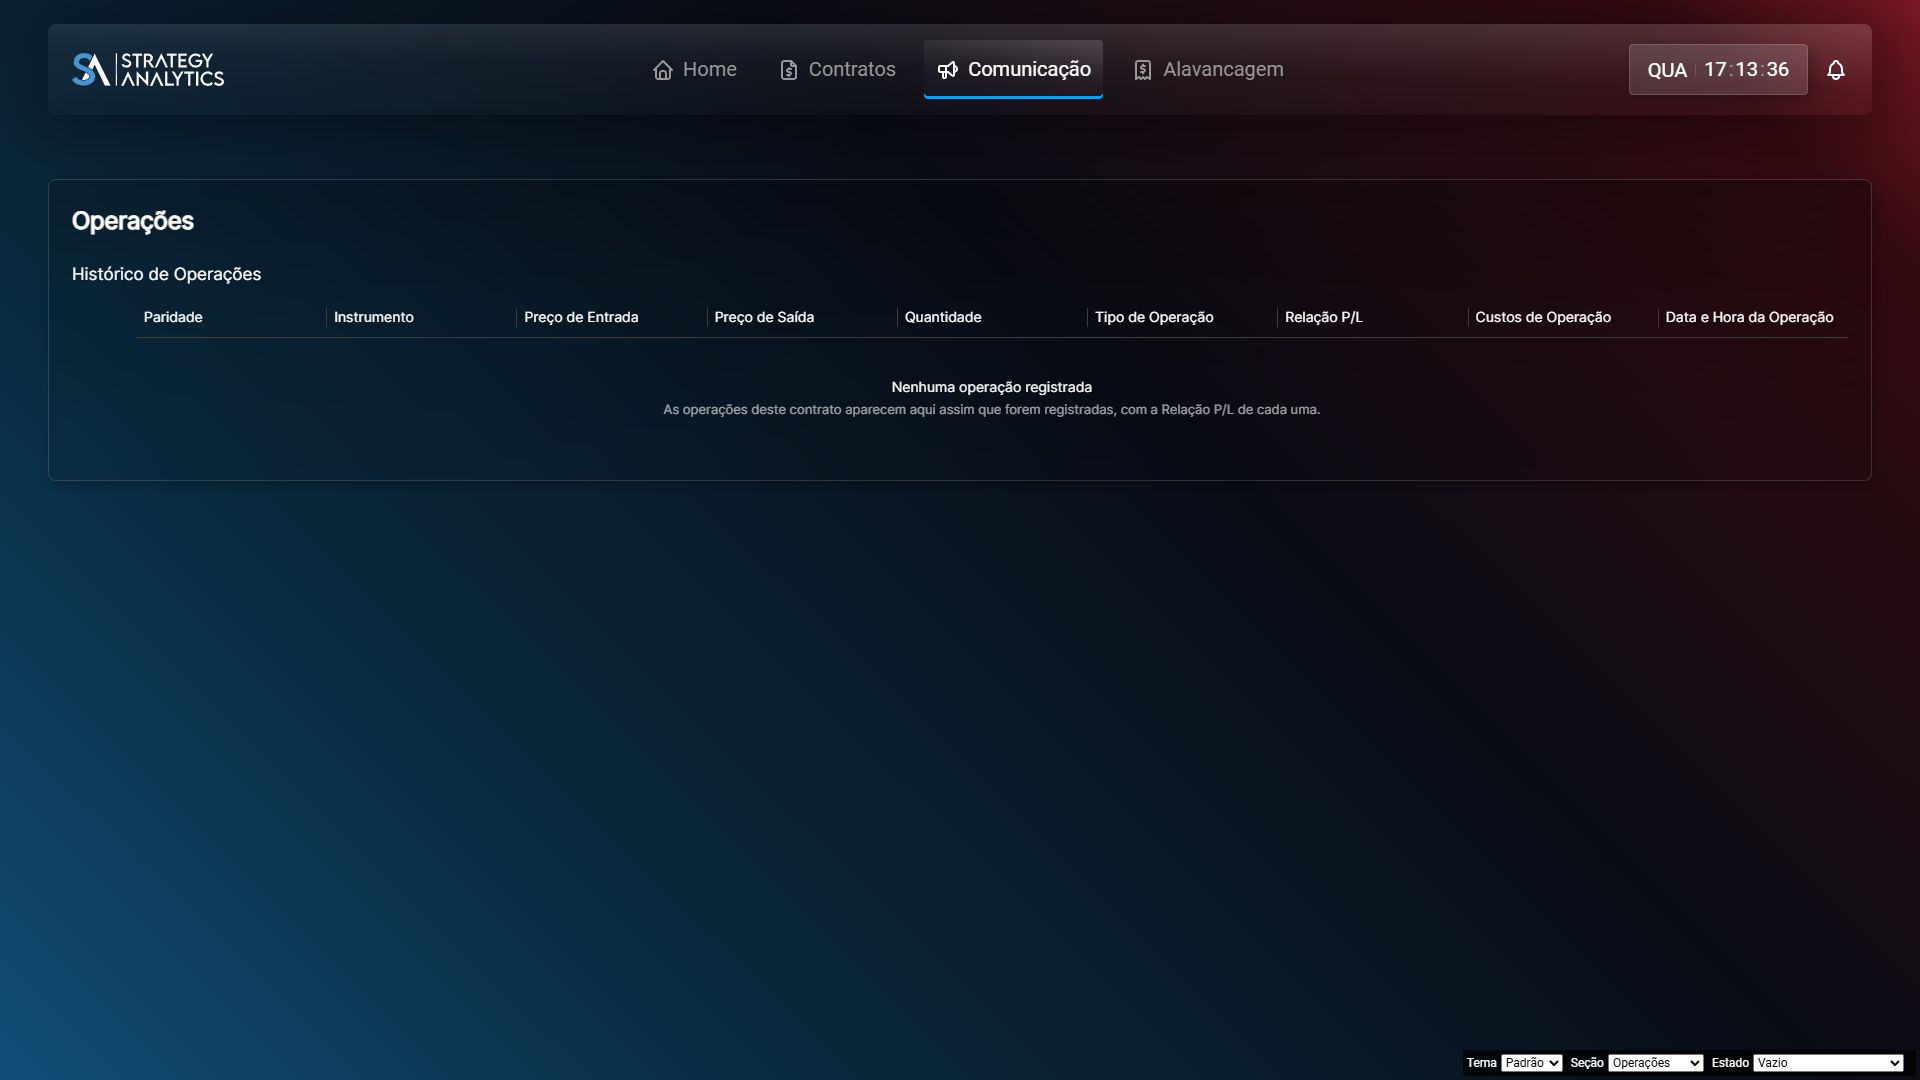 STRATEGY
ANALYTICS
Home
Contratos
Comunicação
Alavancagem
QUA 17:13:36
Operações
Histórico de Operações
Paridade Instrumento Preço de Entrada Preço de Saída Quantidade Tipo de Operação Relação P/L Custos de Operação Data e Hora da Operação
Nenhuma operação registrada
As operações deste contrato aparecem aqui assim que forem registradas, com a Relação P/L de cada uma.
Tema Padrão Seção Operações Estado Vazio